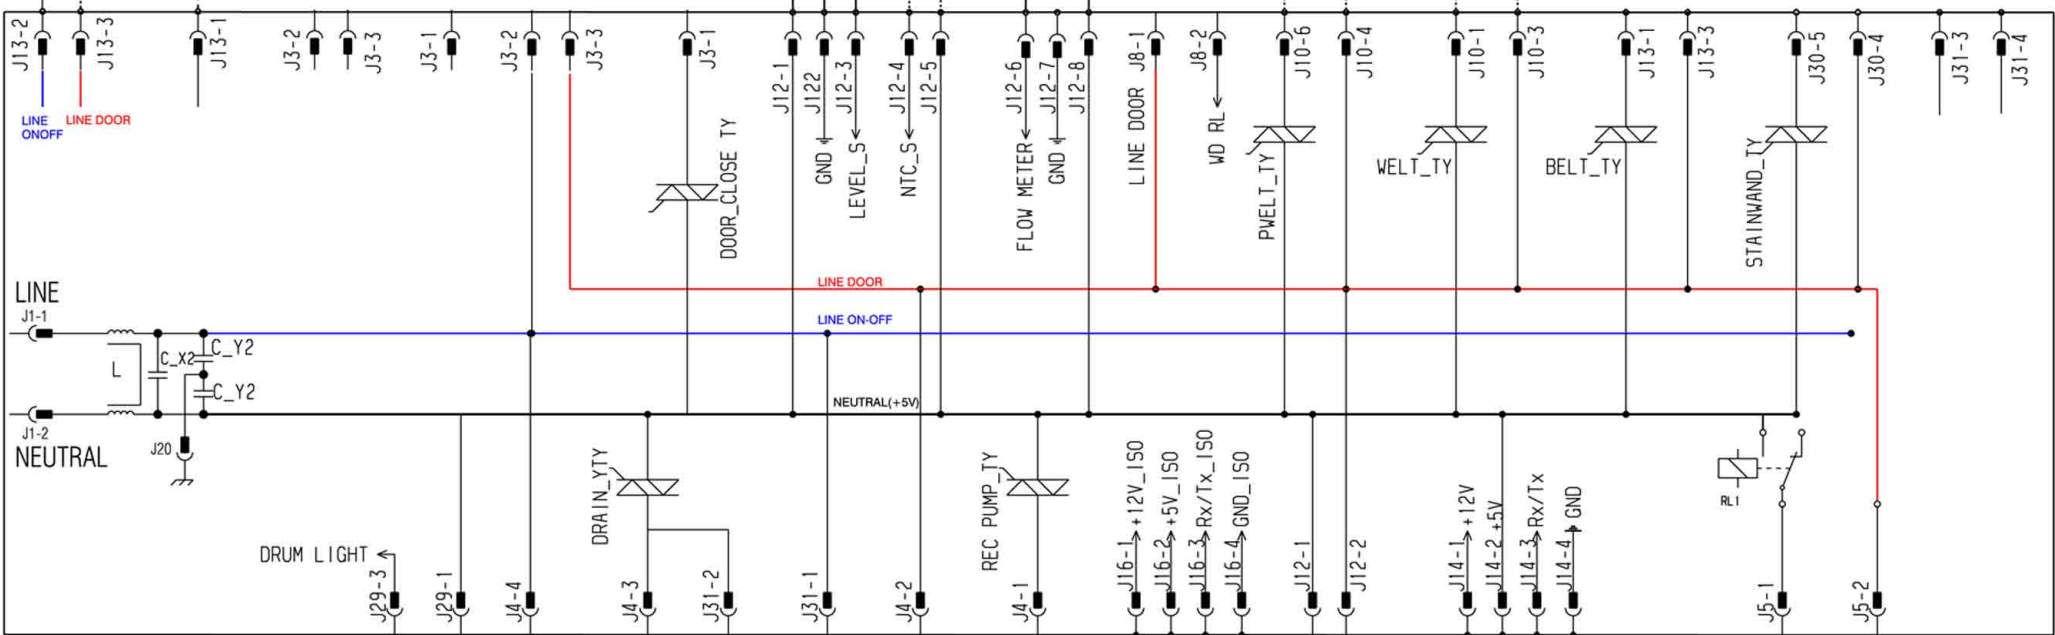 J13-2
J13-3
J13-1
J3-2
J3-3
J3-1
J3-2
J3-3
J3-1
J12-1
J122
J12-3
J12-4
J12-5
J12-6
J12-7
J12-8
J8-1
J8-2
J10-6
J10-4
J10-1
J10-3
J13-1
J13-3
J30-5
J30-4
J31-3
J31-4
LINE
ONOFF
LINE DOOR
DOOR_CLOSE TY
GND
LEVEL_S
NTC_S
FLOW METER
GND
LINE DOOR
WD RL
PWELT_TY
WELT_TY
BELT_TY
STAINWAND_TY
LINE DOOR
LINE
J1-1
LINE ON-OFF
L
C_X2
C_Y2
C_Y2
NEUTRAL(+5V)
J1-2
NEUTRAL
J20
DRAIN_YTY
REC PUMP_TY
+12V_ISO
+5V_ISO
Rx/Tx_ISO
GND_ISO
+12V
+5V
Rx/Tx
GND
RL1
DRUM LIGHT
J29-3
J29-1
J4-4
J4-3
J31-2
J31-1
J4-2
J4-1
J16-1
J16-2
J16-3
J16-4
J12-1
J12-2
J14-1
J14-2
J14-3
J14-4
J5-1
J5-2